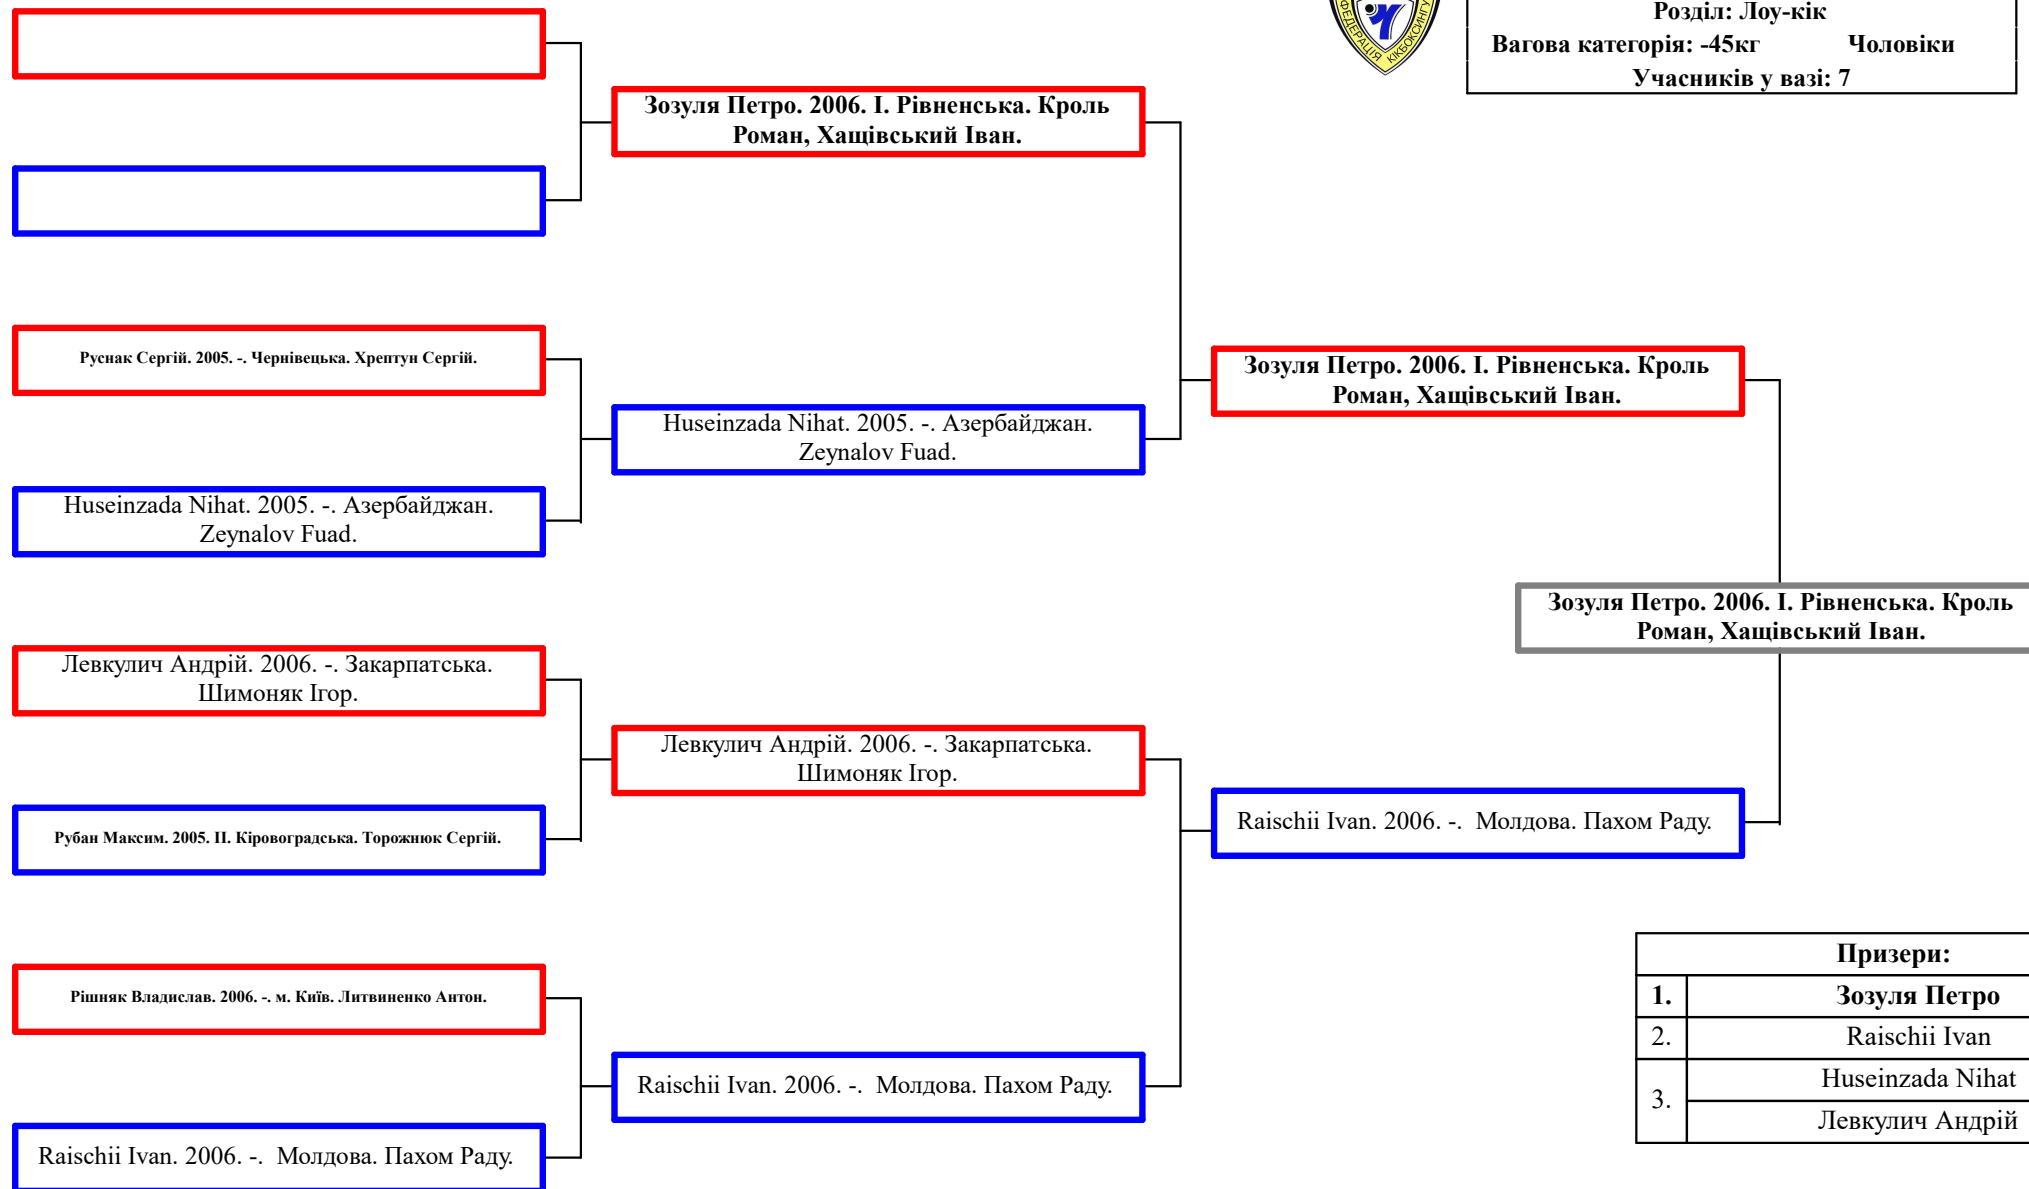 ФЕДЕРАЦІЯ КІКБОКСИНГУ
Розділ: Лоу-кік
Вагова категорія: -45кг Чоловіки
Учасників у вазі: 7
Зозуля Петро. 2006. І. Рівненська. Кроль
Роман, Хащівський Іван.
Руснак Сергій. 2005. -. Чернівецька. Хрептун Сергій.
Huseinzada Nihat. 2005. -. Азербайджан.
Zeynalov Fuad.
Зозуля Петро. 2006. І. Рівненська. Кроль
Роман, Хащівський Іван.
Huseinzada Nihat. 2005. -. Азербайджан.
Zeynalov Fuad.
Зозуля Петро. 2006. І. Рівненська. Кроль
Роман, Хащівський Іван.
Левкулич Андрій. 2006. -. Закарпатська.
Шимоняк Ігор.
Левкулич Андрій. 2006. -. Закарпатська.
Шимоняк Ігор.
Рубан Максим. 2005. ІІ. Кіровоградська. Торожнюк Сергій.
Raischii Ivan. 2006. -. Молдова. Пахом Раду.
Рішняк Владислав. 2006. -. м. Київ. Литвиненко Антон.
Raischii Ivan. 2006. -. Молдова. Пахом Раду.
Raischii Ivan. 2006. -. Молдова. Пахом Раду.
Призери:
1. Зозуля Петро
2. Raischii Ivan
3. Huseinzada Nihat
Левкулич Андрій